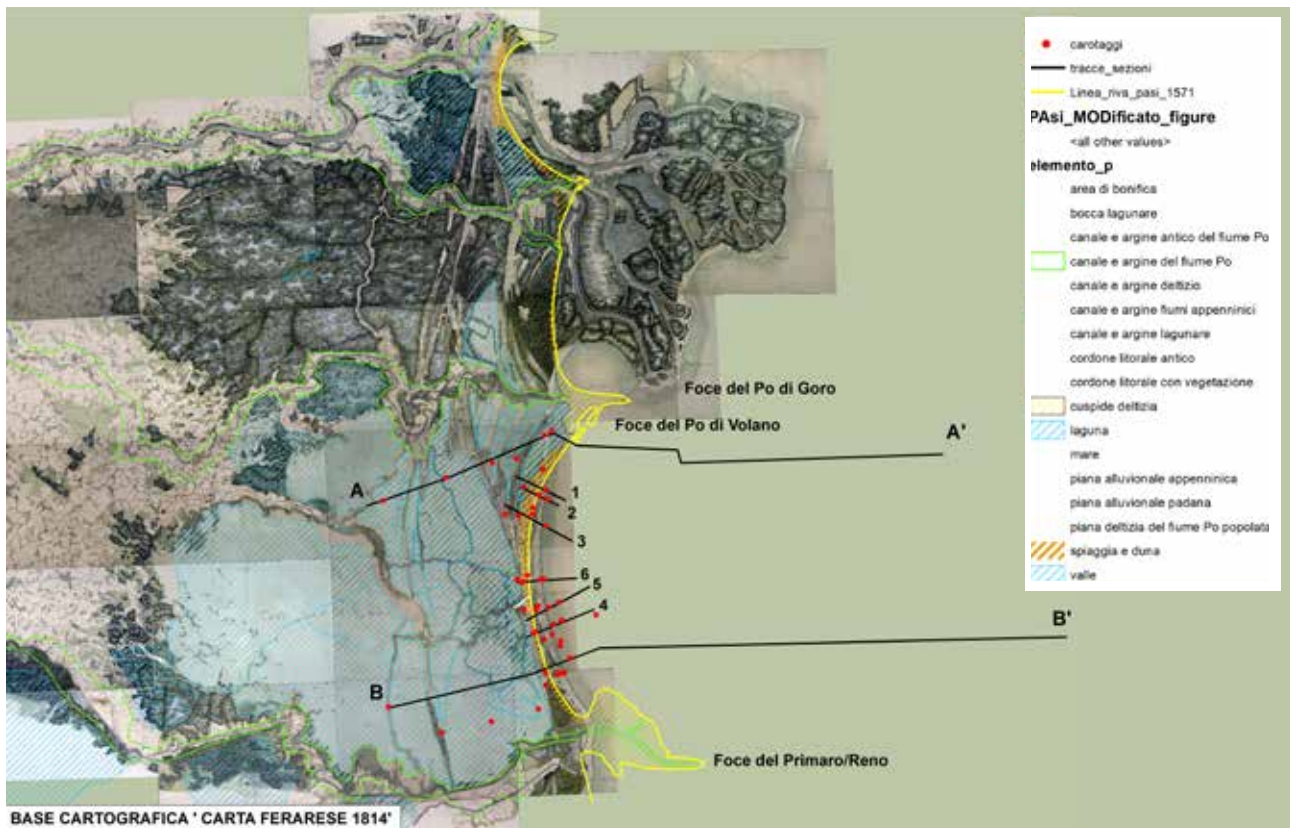 carotaggi
tracce_sezioni
Linea_riva_pasi_1571
PAsi_MODificato_figure
<all other values>
elemento_p
area di bonifica
bocca lagunare
canale e argine antico del fiume Po
canale e argine del fiume Po
canale e argine deltizio
canale e argine fiumi appenninici
canale e argine lagunare
cordone litorale antico
cordone litorale con vegetazione
cuspide deltizia
laguna
mare
piana alluvionale appenninica
piana alluvionale padana
piana deltizia del fiume Po popolata
spiaggia e duna
valle
Foce del Po di Goro
Foce del Po di Volano
A'
A
1
2
3
6
5
4
B'
B
Foce del Primaro/Reno
BASE CARTOGRAFICA ' CARTA FERARESE 1814'